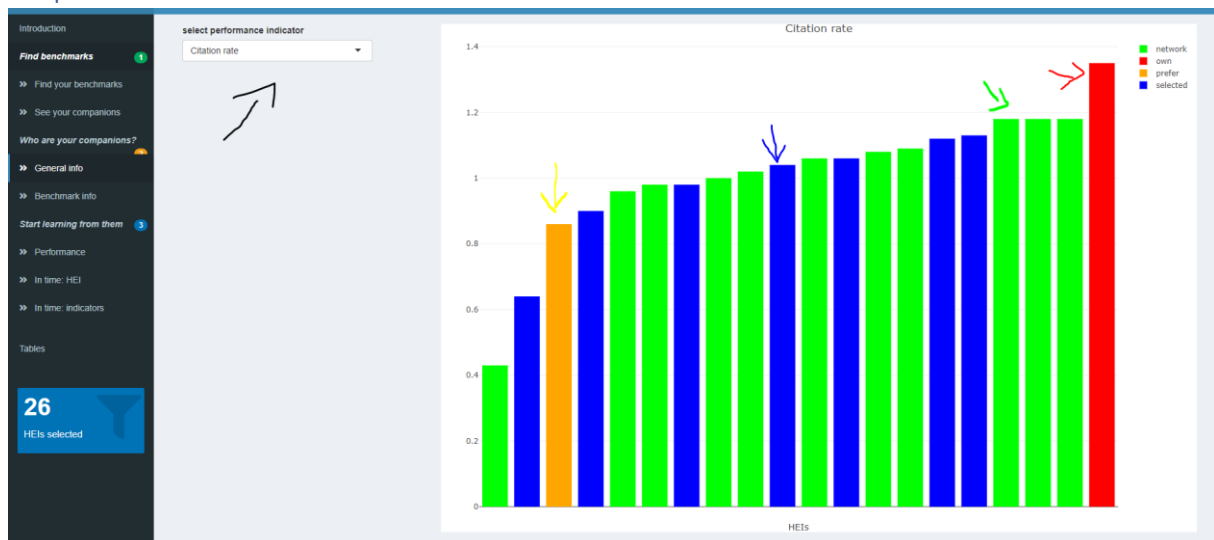 Introduction
Find benchmarks 1
Find your benchmarks
See your companions
Who are your companions?
General info
Benchmark info
Start learning from them 3
Performance
In time: HEI
In time: indicators
Tables
26
HEIs selected
select performance indicator
Citation rate
Citation rate
1.4
1.2
1
0.8
0.6
0.4
0.2
0
HEIs
network
own
prefer
selected